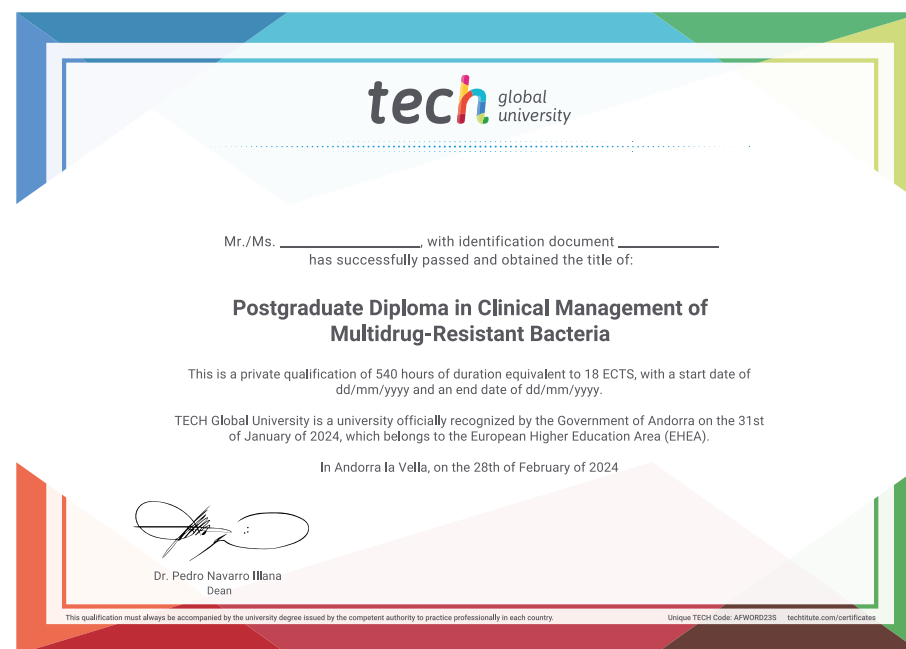 tech global
university
Mr./Ms. ____________, with identification document ____________
has successfully passed and obtained the title of:
Postgraduate Diploma in Clinical Management of
Multidrug-Resistant Bacteria
This is a private qualification of 540 hours of duration equivalent to 18 ECTS, with a start date of
dd/mm/yyyy and an end date of dd/mm/yyyy.
TECH Global University is a university officially recognized by the Government of Andorra on the 31st
of January of 2024, which belongs to the European Higher Education Area (EHEA).
In Andorra la Vella, on the 28th of February of 2024
Dr. Pedro Navarro Illana
Dean
This qualification must always be accompanied by the university degree issued by the competent authority to practice professionally in each country.
Unique TECH Code: AFWORD23S techtitute.com/certificates